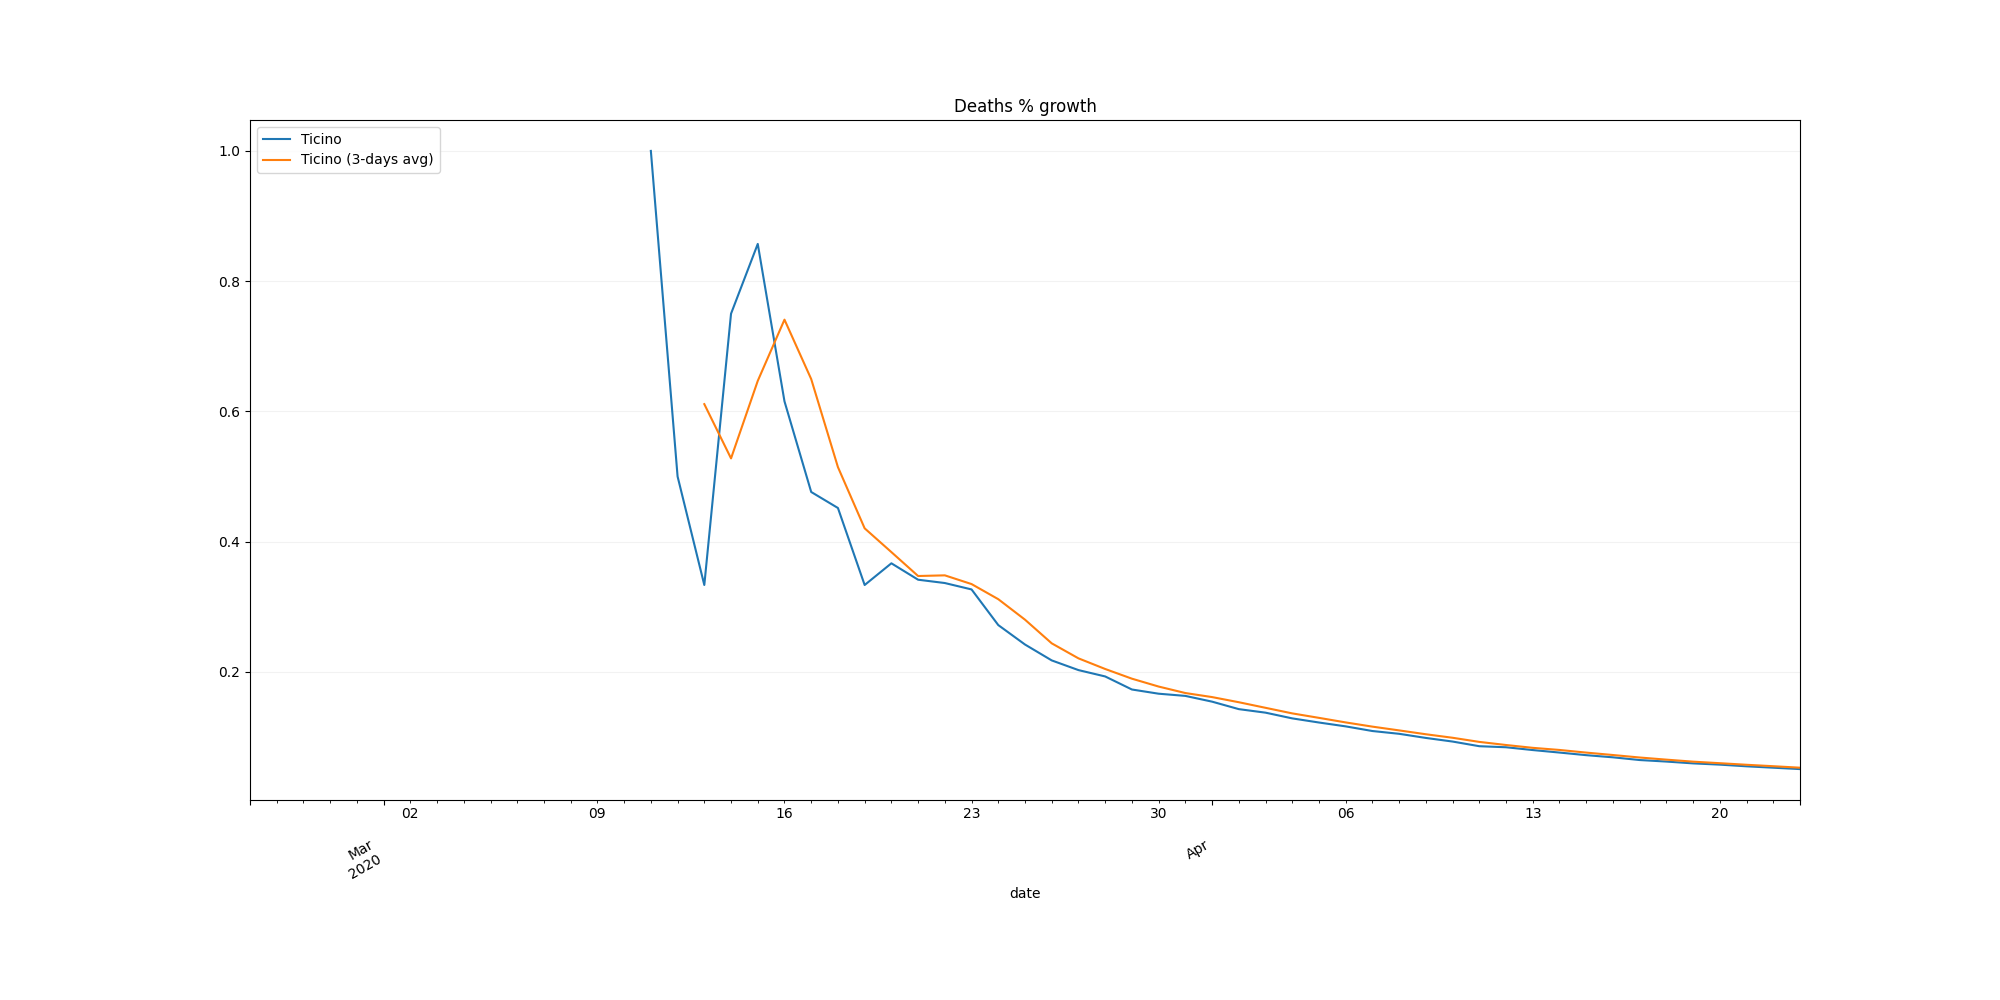 Deaths % growth
Ticino
Ticino (3-days avg)
1.0
0.8
0.6
0.4
0.2
02 09 16 23 30 06 13 20
Mar
2020
Apr
date